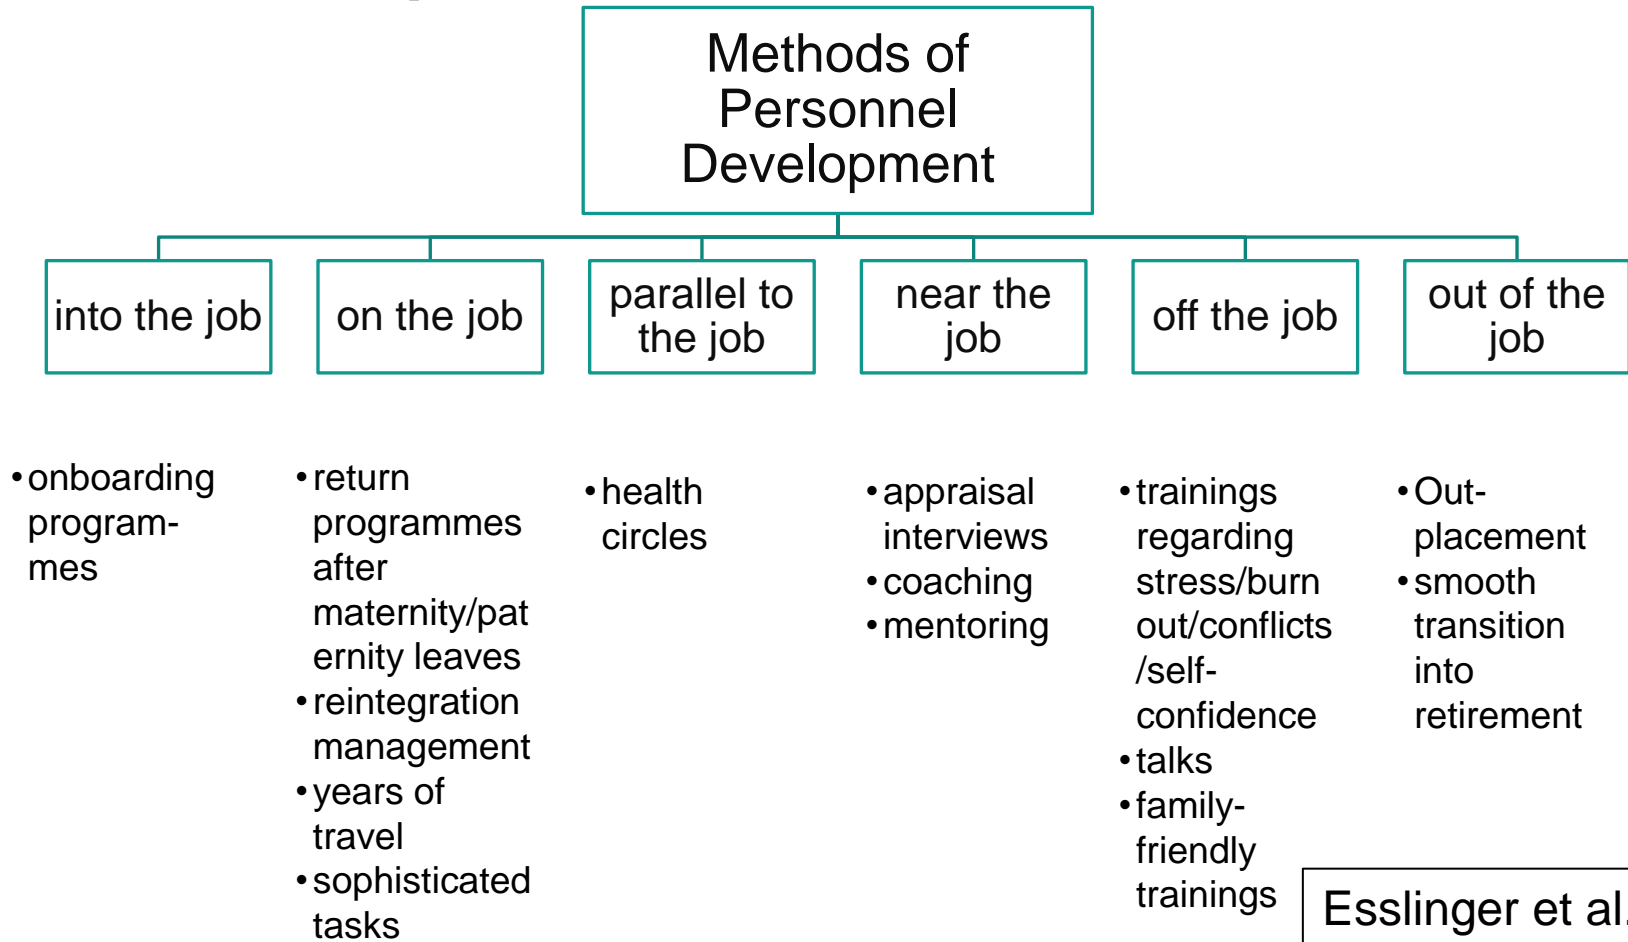 Methods of
Personnel
Development
into the job
on the job
parallel to
the job
near the
job
off the job
out of the
job
•onboarding
program-
mes
•return
programmes
after
maternity/pat
ernity leaves
•reintegration
management
•years of
travel
•sophisticated
tasks
•health
circles
•appraisal
interviews
•coaching
•mentoring
•trainings
regarding
stress/burn
out/conflicts
/self-
confidence
•talks
•family-
friendly
trainings
•Out-
placement
•smooth
transition
into
retirement
Esslinger et al.